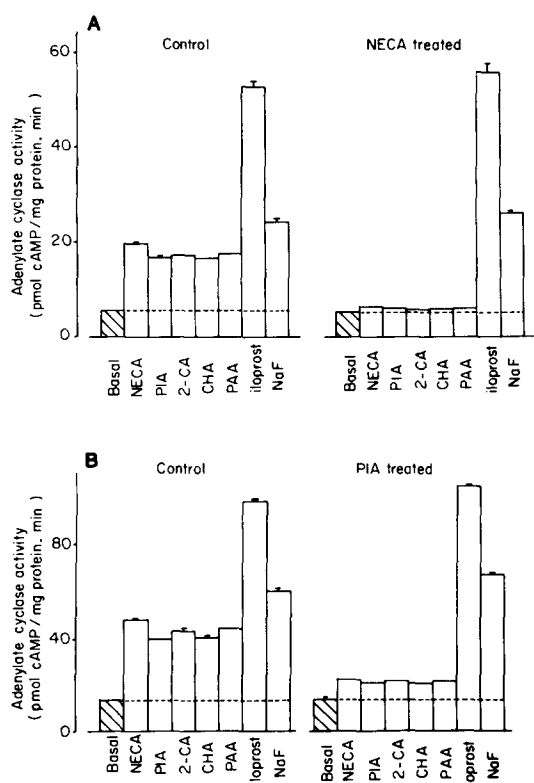 A
Control
NECA treated
Adenylate cyclase activity
(pmol cAMP/mg protein. min)
60
40
20
0
Basal
NECA
PIA
2-CA
CHA
PAA
iloprost
NaF
Basal
NECA
PIA
2-CA
CHA
PAA
iloprost
NaF
B
Control
PIA treated
Adenylate cyclase activity
(pmol cAMP/mg protein. min)
80
40
0
Basal
NECA
PIA
2-CA
CHA
PAA
iloprost
NaF
Basal
NECA
PIA
2-CA
CHA
PAA
iloprost
NaF